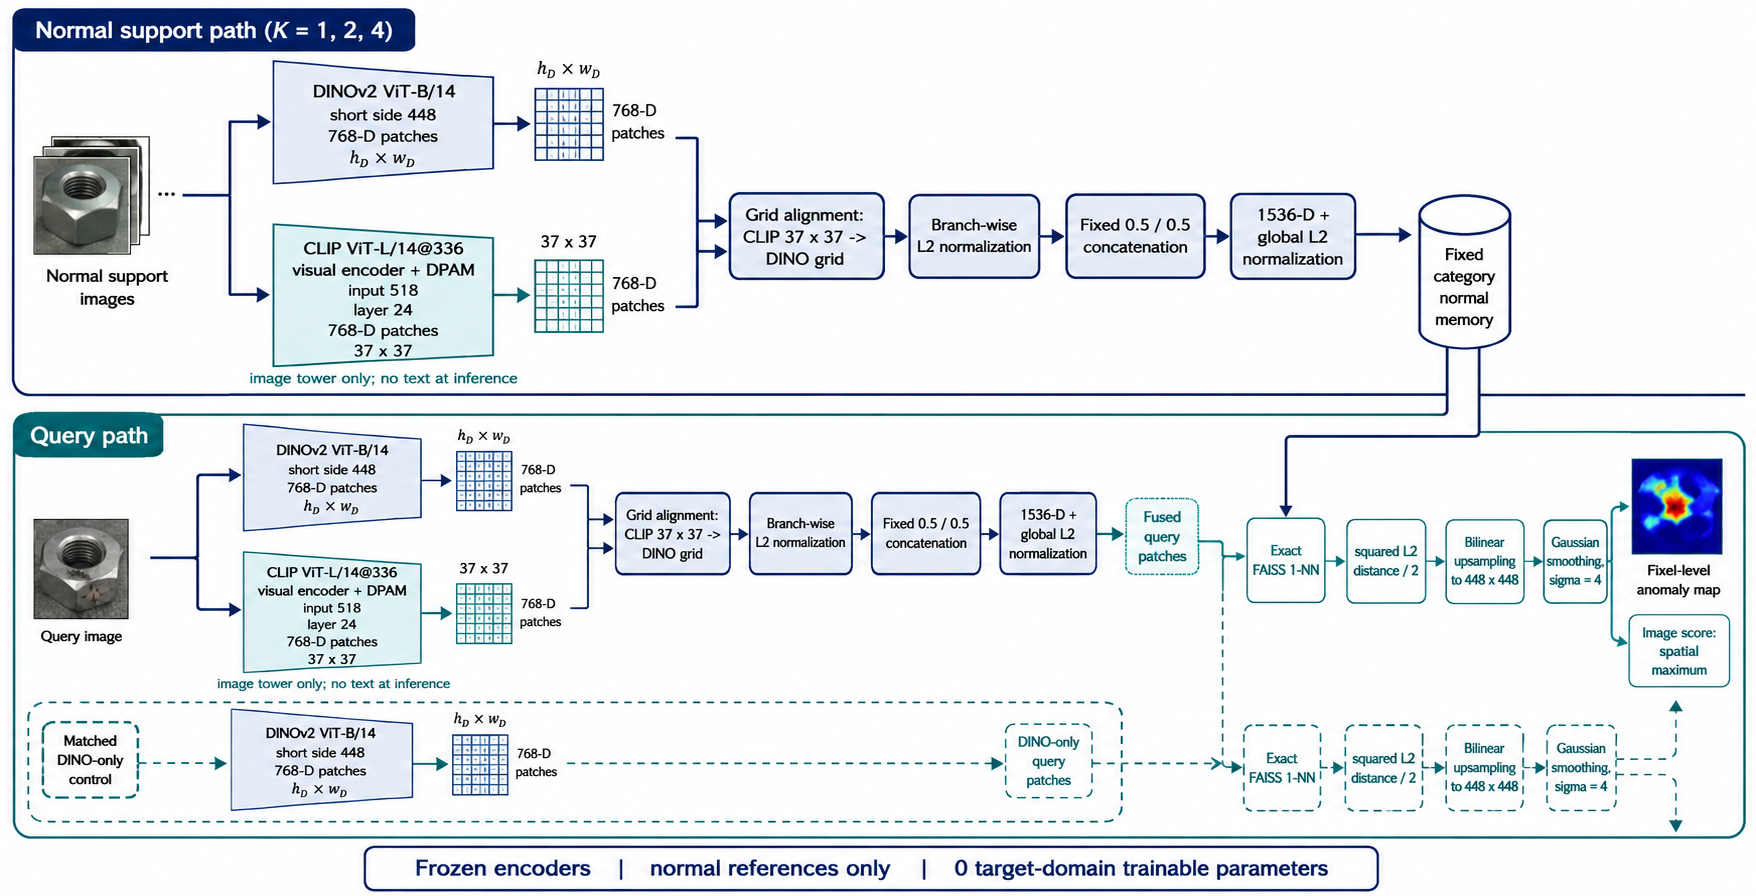 Normal support path (K = 1, 2, 4)
Normal support
images
...
DINOv2 ViT-B/14
short side 448
768-D patches
h_D × w_D
h_D × w_D
768-D
patches
CLIP ViT-L/14@336
visual encoder + DPAM
input 518
layer 24
768-D patches
37 x 37
image tower only; no text at inference
37 x 37
768-D
patches
Grid alignment:
CLIP 37 x 37 ->
DINO grid
Branch-wise
L2 normalization
Fixed 0.5 / 0.5
concatenation
1536-D +
global L2
normalization
Fixed
category
normal
memory
Query path
Query image
DINOv2 ViT-B/14
short side 448
768-D patches
h_D × w_D
h_D × w_D
768-D
patches
CLIP ViT-L/14@336
visual encoder + DPAM
input 518
layer 24
768-D patches
37 x 37
image tower only; no text at inference
37 x 37
768-D
patches
Grid alignment:
CLIP 37 x 37 ->
DINO grid
Branch-wise
L2 normalization
Fixed 0.5 / 0.5
concatenation
1536-D +
global L2
normalization
Fused
query
patches
Exact
FAISS 1-NN
squared L2
distance / 2
Bilinear
upsampling
to 448 x 448
Gaussian
smoothing,
sigma = 4
Fixel-level
anomaly map
Image score:
spatial
maximum
Matched
DINO-only
control
DINOv2 ViT-B/14
short side 448
768-D patches
h_D × w_D
h_D × w_D
768-D
patches
DINO-only
query
patches
Exact
FAISS 1-NN
squared L2
distance / 2
Bilinear
upsampling
to 448 x 448
Gaussian
smoothing,
sigma = 4
Frozen encoders | normal references only | 0 target-domain trainable parameters